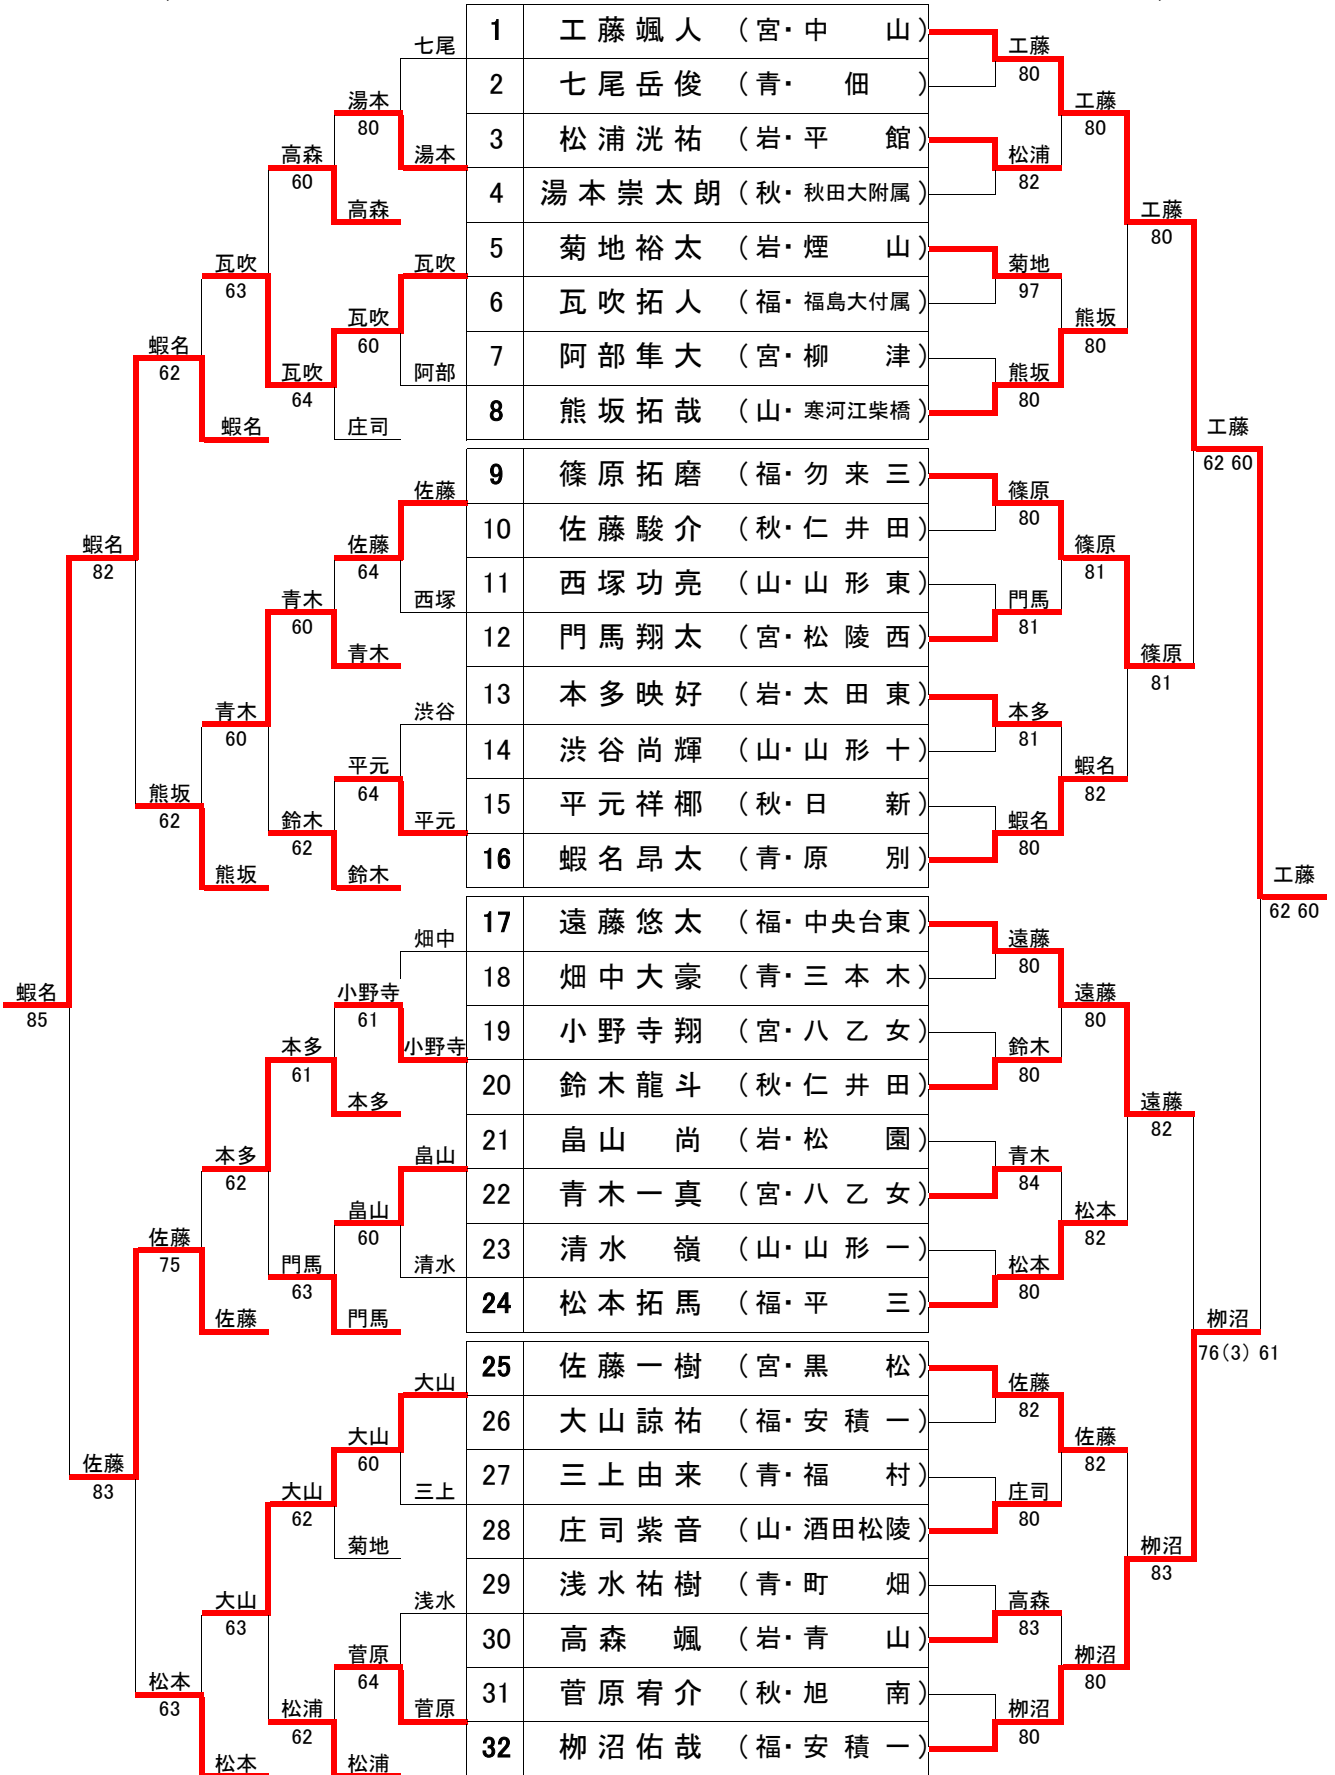 1 工藤颯人 (宮・中山)
2 七尾岳俊 (青・佃)
3 松浦洸祐 (岩・平舘)
4 湯本崇太朗 (秋・秋田大附属)
5 菊地裕太 (岩・煙山)
6 瓦吹拓人 (福・福島大付属)
7 阿部隼大 (宮・柳津)
8 熊坂拓哉 (山・寒河江柴橋)
9 篠原拓磨 (福・勿来三)
10 佐藤駿介 (秋・仁井田)
11 西塚功亮 (山・山形東)
12 門馬翔太 (宮・松陵西)
13 本多映好 (岩・太田東)
14 渋谷尚輝 (山・山形十)
15 平元祥椰 (秋・日新)
16 蝦名昂太 (青・原別)
17 遠藤悠太 (福・中央台東)
18 畑中大豪 (青・三本木)
19 小野寺翔 (宮・八乙女)
20 鈴木龍斗 (秋・仁井田)
21 畠山尚 (岩・松園)
22 青木一真 (宮・八乙女)
23 清水嶺 (山・山形一)
24 松本拓馬 (福・平三)
25 佐藤一樹 (宮・黒松)
26 大山諒祐 (福・安積一)
27 三上由来 (青・福村)
28 庄司紫音 (山・酒田松陵)
29 浅水祐樹 (青・町畑)
30 高森颯 (岩・青山)
31 菅原宥介 (秋・旭南)
32 栁沼佑哉 (福・安積一)
工藤
80
松浦
82
菊地
97
熊坂
80
篠原
80
門馬
81
本多
81
蝦名
80
遠藤
80
鈴木
80
青木
84
松本
80
佐藤
82
庄司
80
高森
83
栁沼
80
工藤
80
熊坂
80
篠原
81
蝦名
82
遠藤
80
松本
82
佐藤
82
栁沼
80
工藤
80
篠原
81
遠藤
82
栁沼
83
工藤
62 60
栁沼
76(3) 61
工藤
62 60
七尾
湯本
瓦吹
阿部
佐藤
西塚
渋谷
平元
畑中
小野寺
畠山
清水
大山
三上
浅水
菅原
湯本
80
高森
瓦吹
60
庄司
佐藤
64
青木
平元
64
鈴木
小野寺
61
本多
畠山
60
門馬
大山
60
菊地
菅原
64
松浦
高森
60
瓦吹
64
青木
60
鈴木
62
本多
61
門馬
63
大山
62
松浦
62
瓦吹
63
蝦名
青木
60
熊坂
本多
62
佐藤
大山
63
松本
蝦名
62
熊坂
62
佐藤
75
松本
63
蝦名
82
佐藤
83
蝦名
85